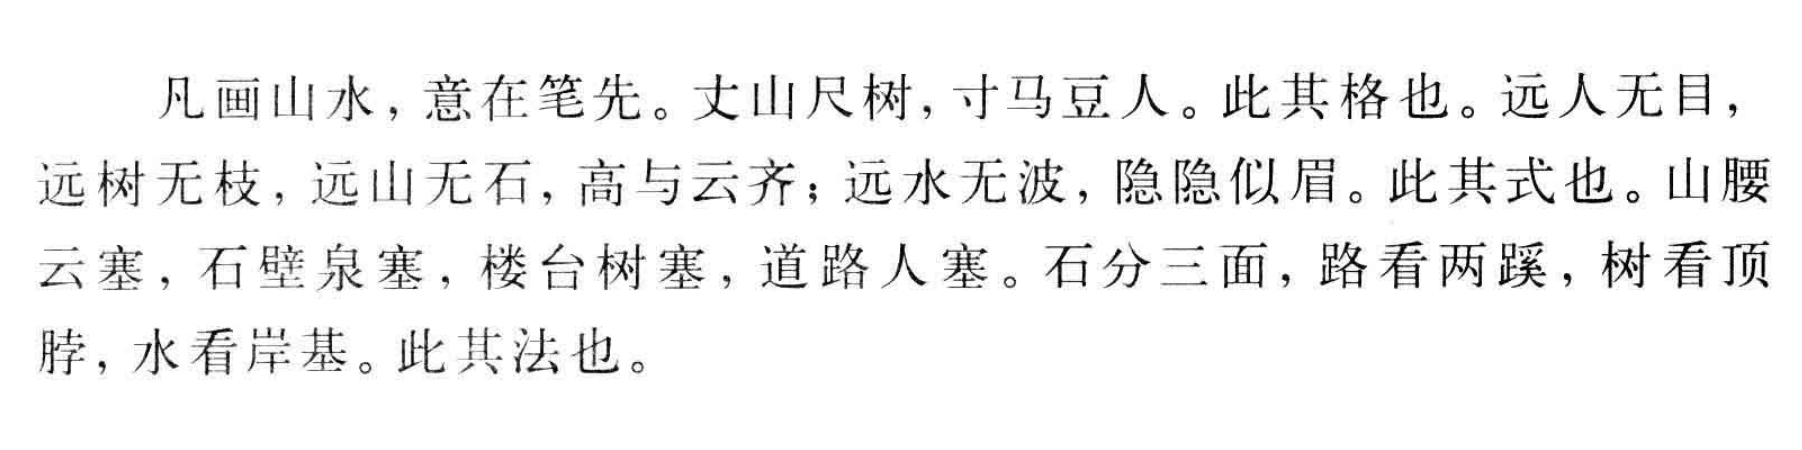 凡画山水，意在笔先。丈山尺树，寸马豆人。此其格也。远人无目，
远树无枝，远山无石，高与云齐；远水无波，隐隐似眉。此其式也。山腰
云塞，石壁泉塞，楼台树塞，道路人塞。石分三面，路看两蹊，树看顶
脖，水看岸基。此其法也。